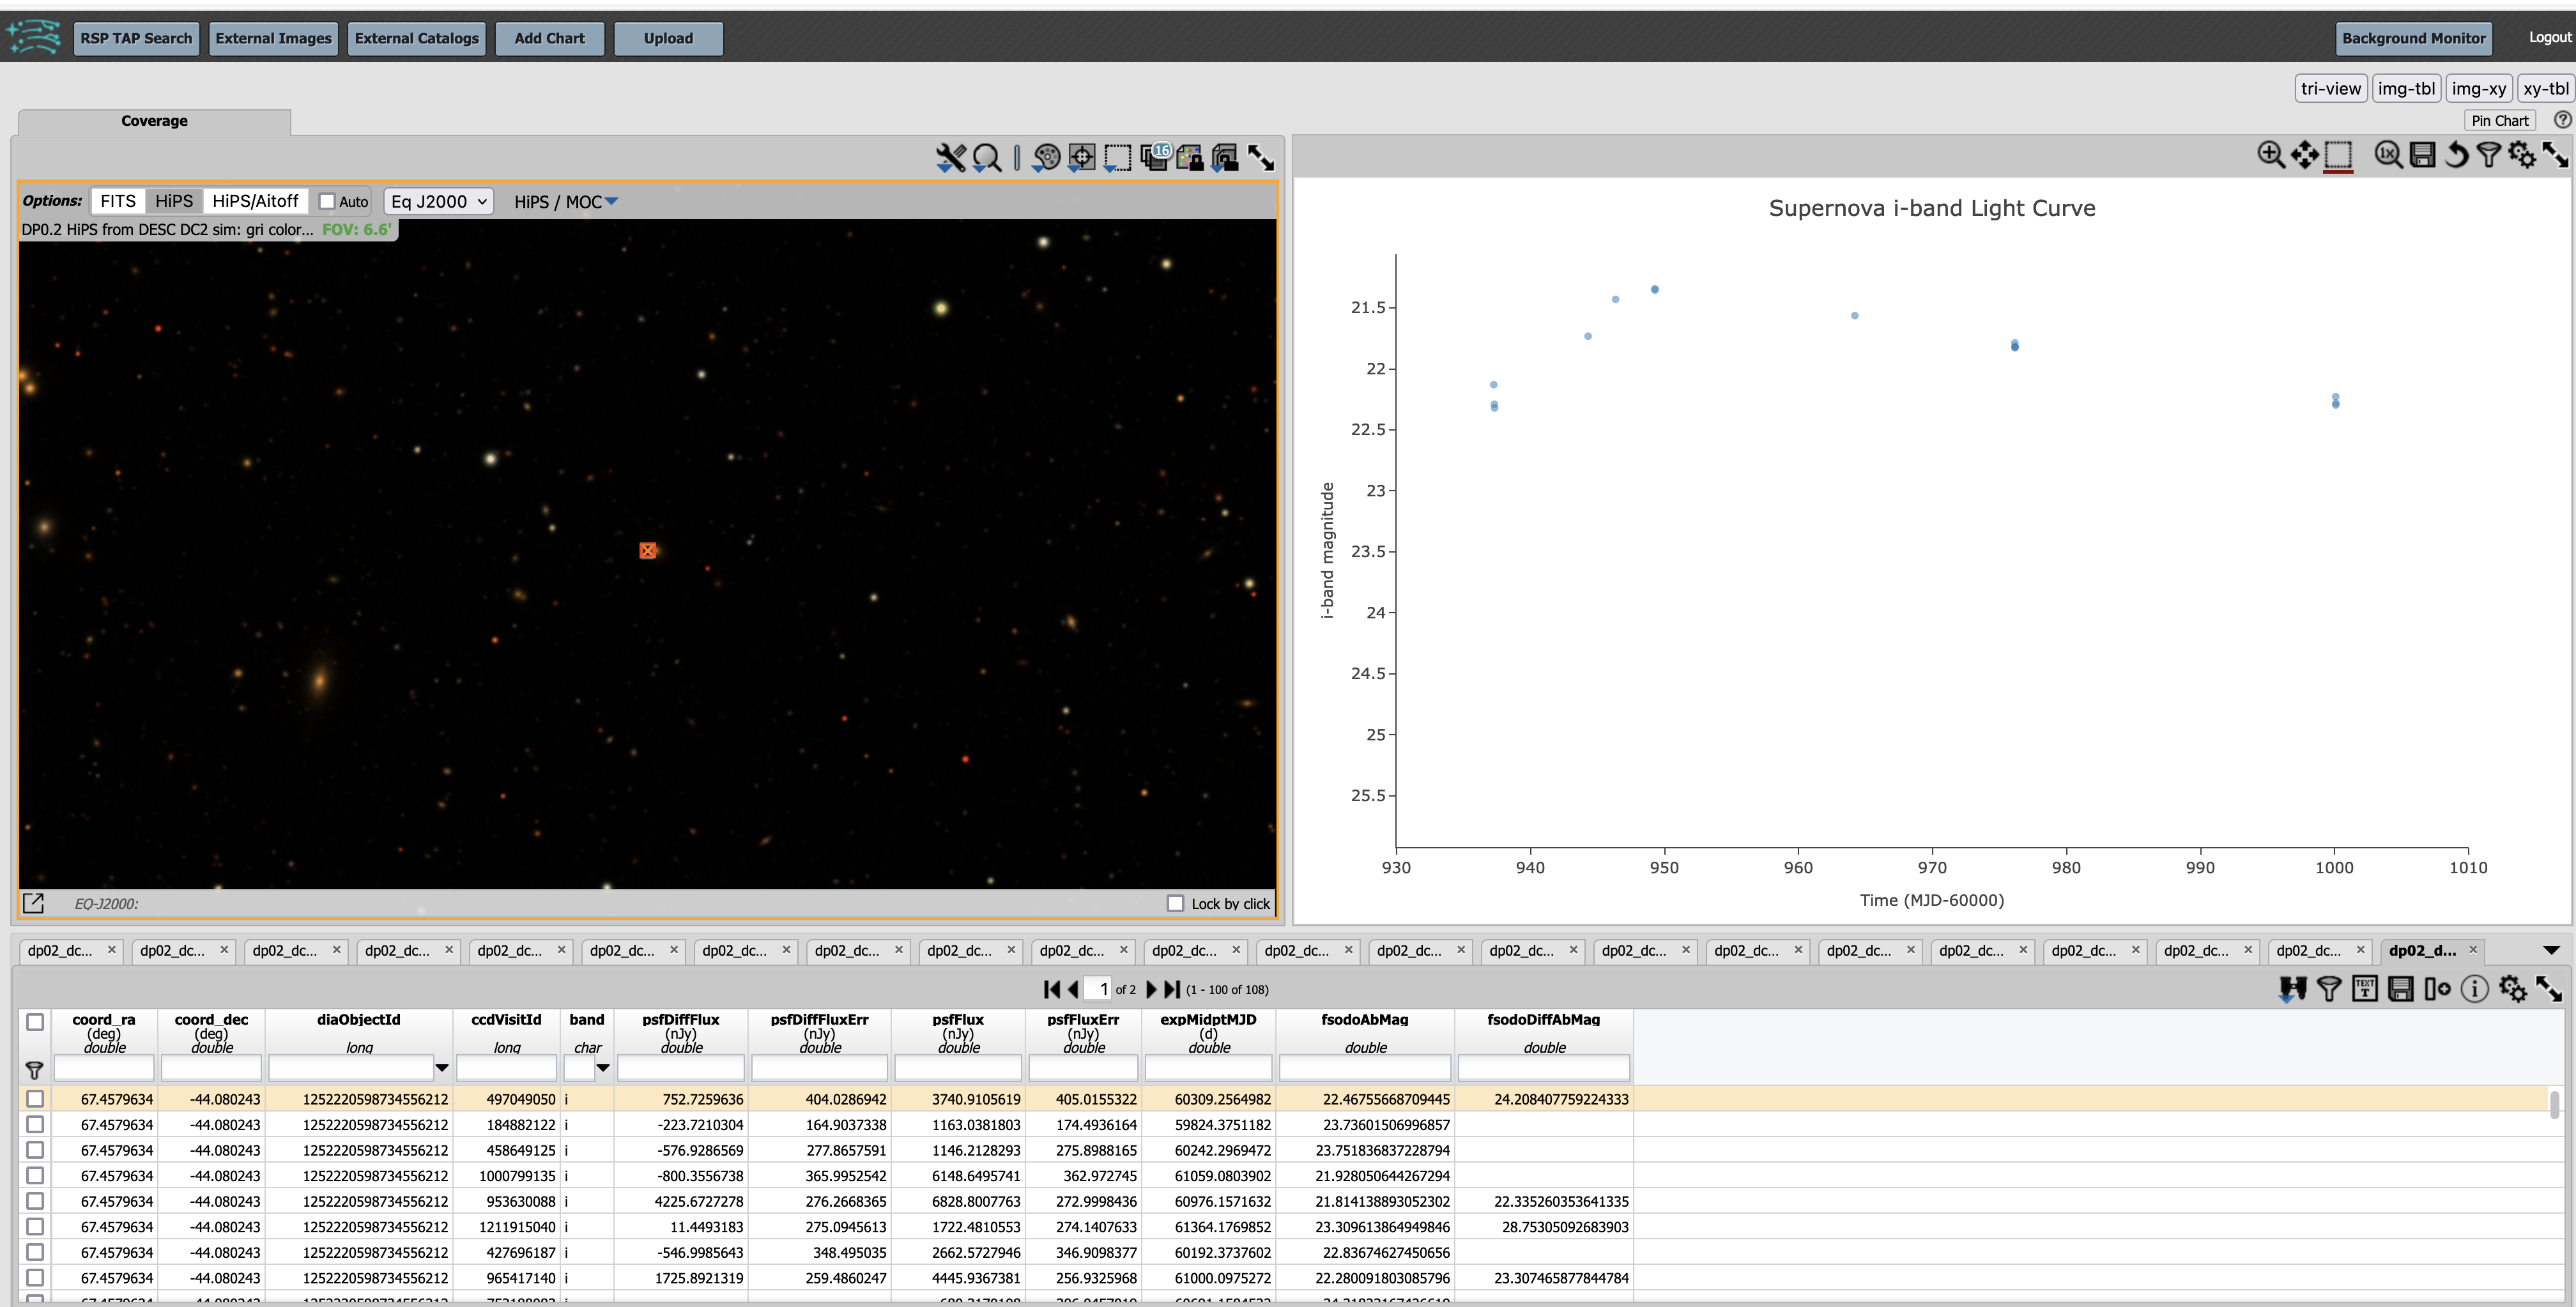 RSP TAP Search External Images External Catalogs Add Chart Upload Background Monitor Logout
tri-view img-tbl img-xy xy-tbl
Coverage
Pin Chart
16
Options: FITS HiPS HiPS/Aitoff Auto Eq J2000 HiPS / MOC
DP0.2 HiPS from DESC DC2 sim: gri color... FOV: 6.6'
EQ-J2000: Lock by click
Supernova i-band Light Curve
21.5
22
22.5
23
23.5
24
24.5
25
25.5
i-band magnitude
930 940 950 960 970 980 990 1000 1010
Time (MJD-60000)
dp02_dc... dp02_dc... dp02_dc... dp02_dc... dp02_dc... dp02_dc... dp02_dc... dp02_dc... dp02_dc... dp02_dc... dp02_dc... dp02_dc... dp02_dc... dp02_dc... dp02_dc... dp02_dc... dp02_dc... dp02_dc... dp02_dc... dp02_dc... dp02_dc... dp02_d...
1 of 2 (1 - 100 of 108) TEXT T
coord_ra coord_dec diaObjectId ccdVisitId band psfDiffFlux psfDiffFluxErr psfFlux psfFluxErr expMidptMJD fsodoAbMag fsodoDiffAbMag
(deg) (deg) (nJy) (nJy) (nJy) (nJy) (d)
double double long long char double double double double double double double
67.4579634 -44.080243 1252220598734556212 497049050 i 752.7259636 404.0286942 3740.9105619 405.0155322 60309.2564982 22.46755668709445 24.208407759224333
67.4579634 -44.080243 1252220598734556212 184882122 i -223.7210304 164.9037338 1163.0381803 174.4936164 59824.3751182 23.73601506996857
67.4579634 -44.080243 1252220598734556212 458649125 i -576.9286569 277.8657591 1146.2128293 275.8988165 60242.2969472 23.751836837228794
67.4579634 -44.080243 1252220598734556212 1000799135 i -800.3556738 365.9952542 6148.6495741 362.972745 61059.0803902 21.928050644267294
67.4579634 -44.080243 1252220598734556212 953630088 i 4225.6727278 276.2668365 6828.8007763 272.9998436 60976.1571632 21.814138893052302 22.335260353641335
67.4579634 -44.080243 1252220598734556212 1211915040 i 11.4493183 275.0945613 1722.4810553 274.1407633 61364.1769852 23.309613864949846 28.75305092683903
67.4579634 -44.080243 1252220598734556212 427696187 i -546.9985643 348.495035 2662.5727946 346.9098377 60192.3737602 22.83674627450656
67.4579634 -44.080243 1252220598734556212 965417140 i 1725.8921319 259.4860247 4445.9367381 256.9325968 61000.0975272 22.280091803085796 23.307465877844784